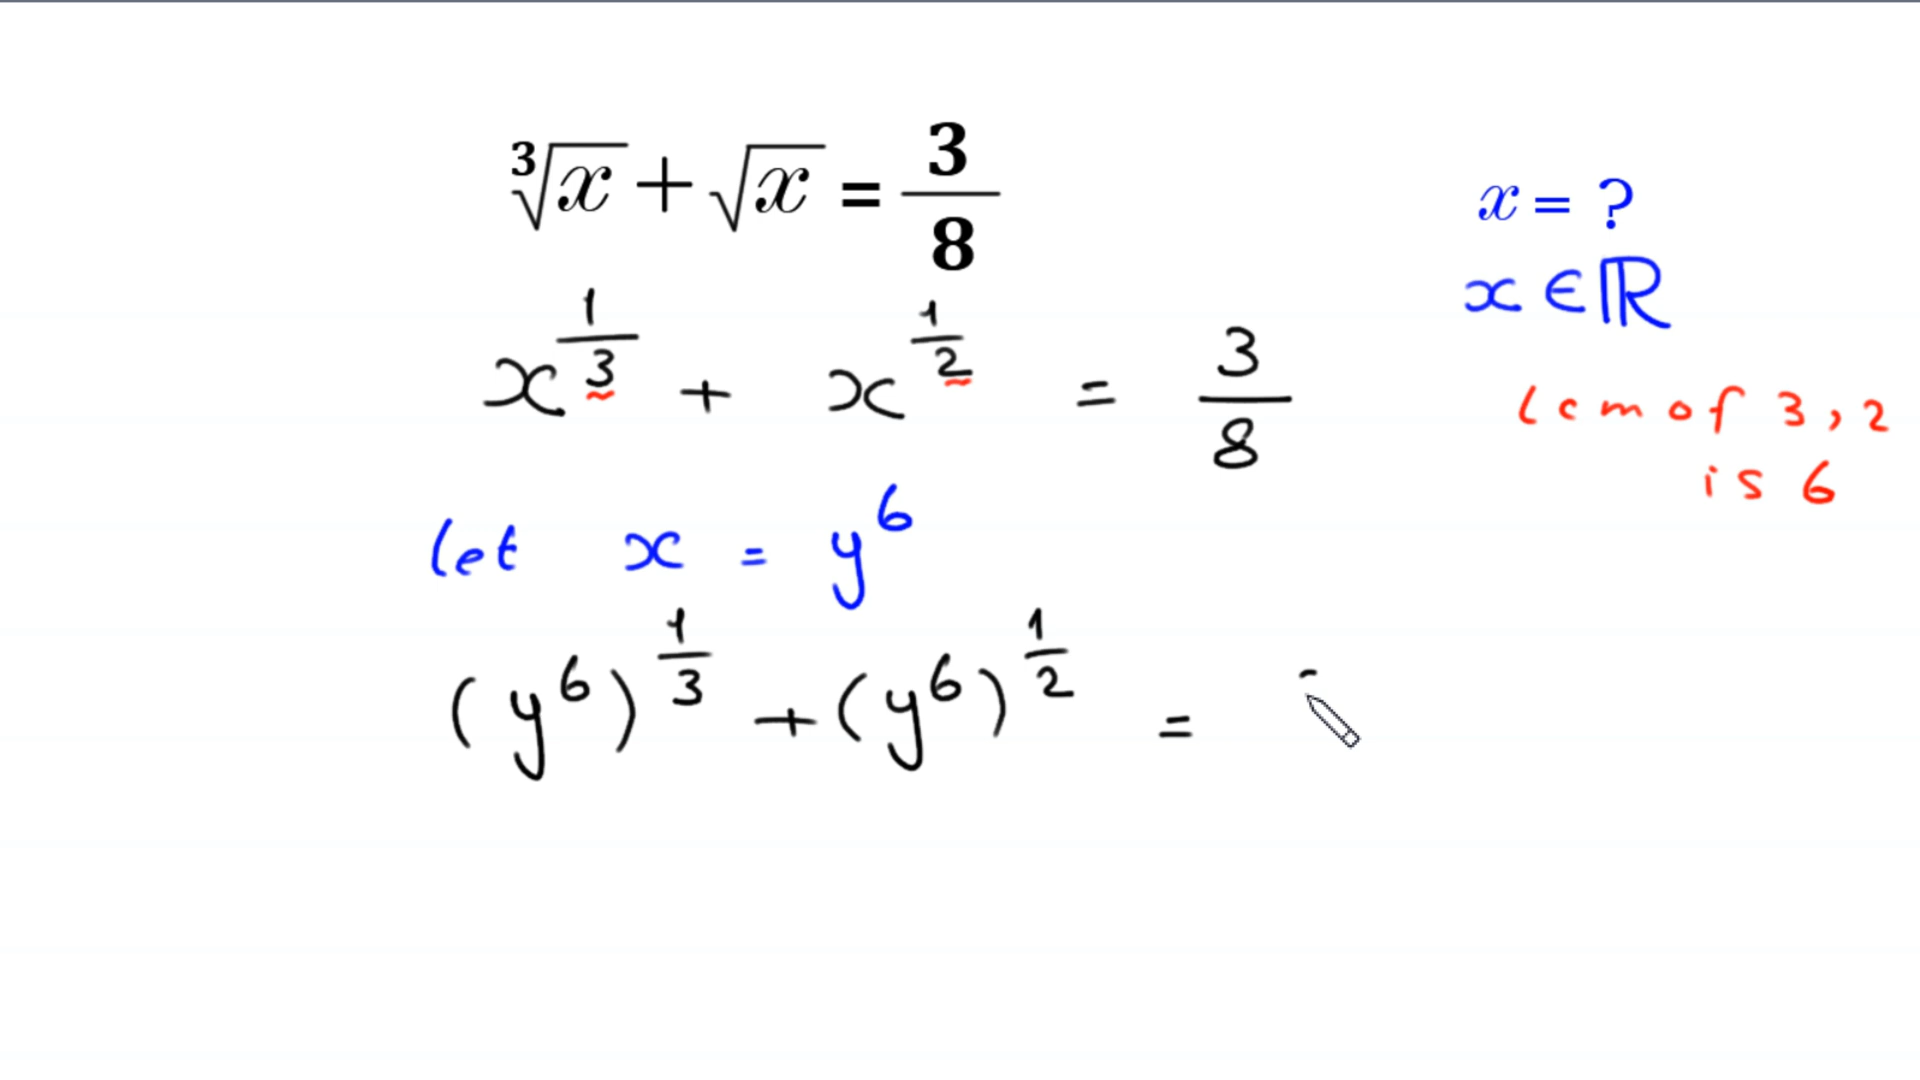 ∛x + √x = 3/8
x = ?
x ∈ ℝ
x^(1/3) + x^(1/2) = 3/8
lcm of 3, 2
is 6
let x = y^6
(y^6)^(1/3) + (y^6)^(1/2) =